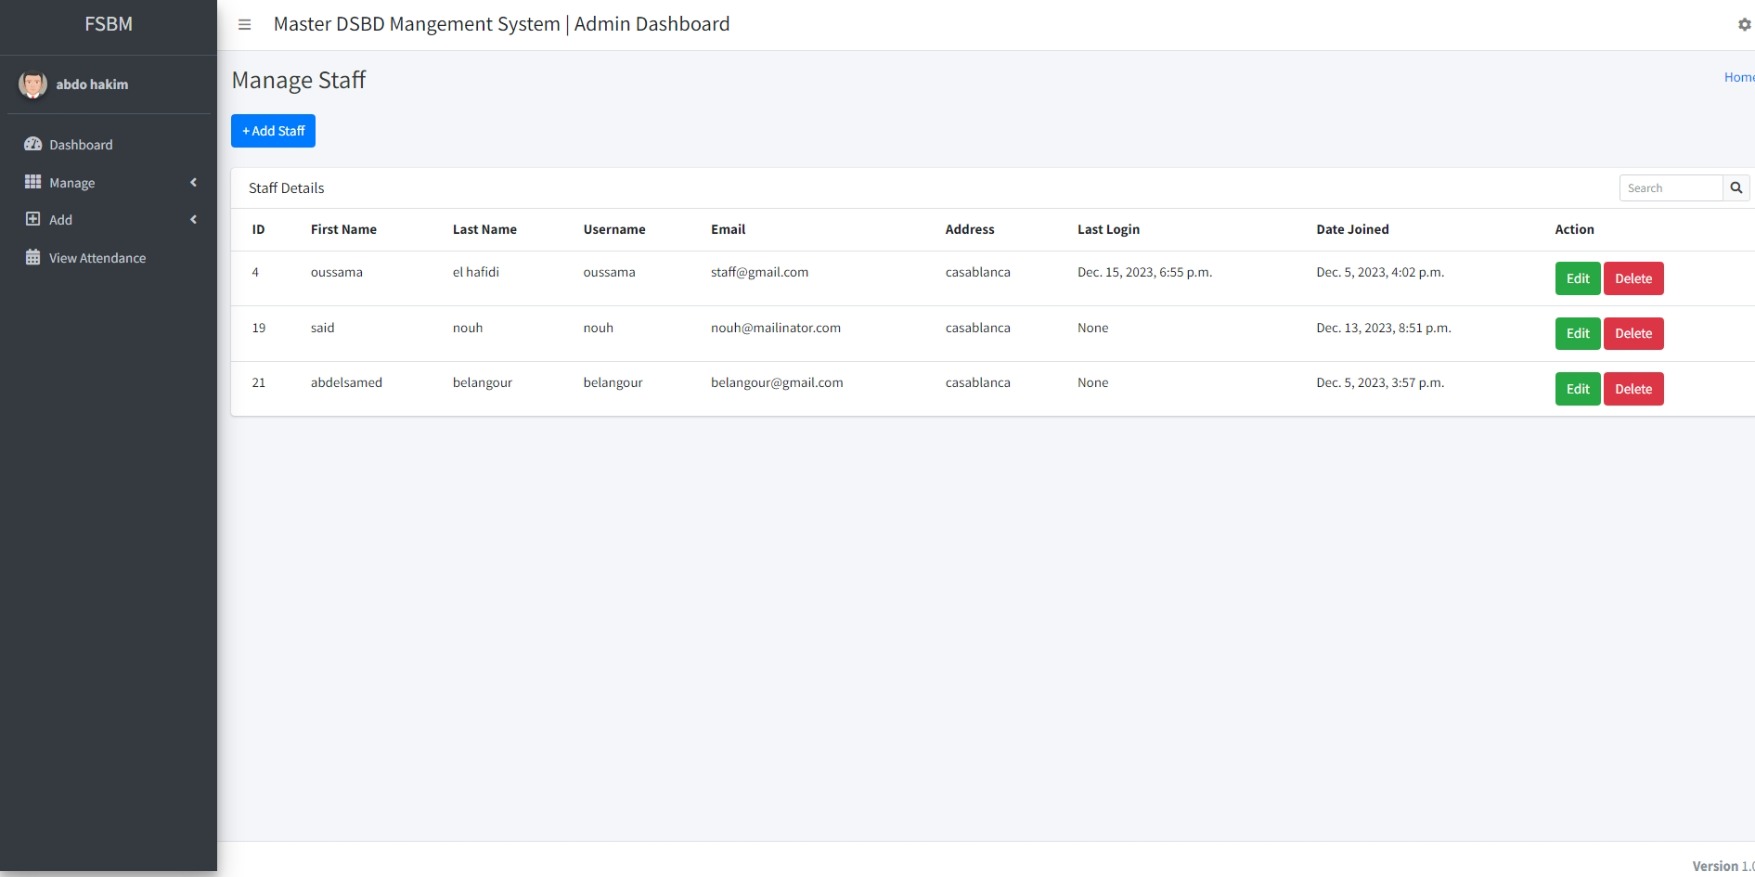 FSBM
Master DSBD Mangement System | Admin Dashboard
abdo hakim
Dashboard
Manage
Add
View Attendance
Manage Staff
Home
+ Add Staff
Staff Details
Search
ID First Name Last Name Username Email Address Last Login Date Joined Action
4 oussama el hafidi oussama staff@gmail.com casablanca Dec. 15, 2023, 6:55 p.m. Dec. 5, 2023, 4:02 p.m. Edit Delete
19 said nouh nouh nouh@mailinator.com casablanca None Dec. 13, 2023, 8:51 p.m. Edit Delete
21 abdelsamed belangour belangour belangour@gmail.com casablanca None Dec. 5, 2023, 3:57 p.m. Edit Delete
Version 1.0